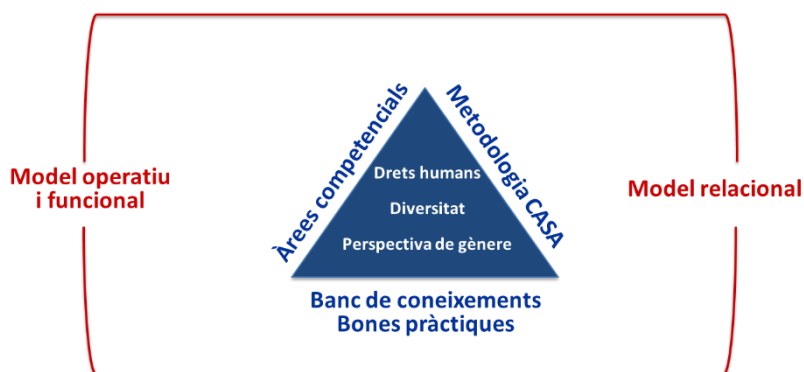 Àrees competencials
Metodologia CASA
Model operatiu
i funcional
Drets humans
Diversitat
Perspectiva de gènere
Model relacional
Banc de coneixements
Bones pràctiques